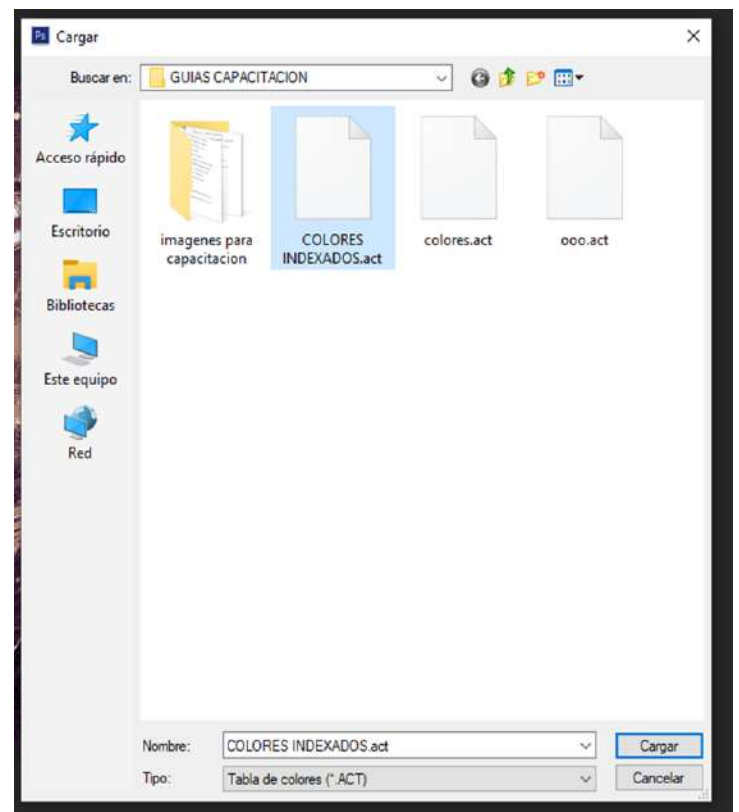 Ps Cargar
Buscar en: GUIAS CAPACITACION
Acceso rápido
Escritorio
Bibliotecas
Este equipo
Red
imagenes para
capacitacion
COLORES
INDEXADOS.act
colores.act
ooo.act
Nombre: COLORES INDEXADOS.act Cargar
Tipo: Tabla de colores (*.ACT) Cancelar